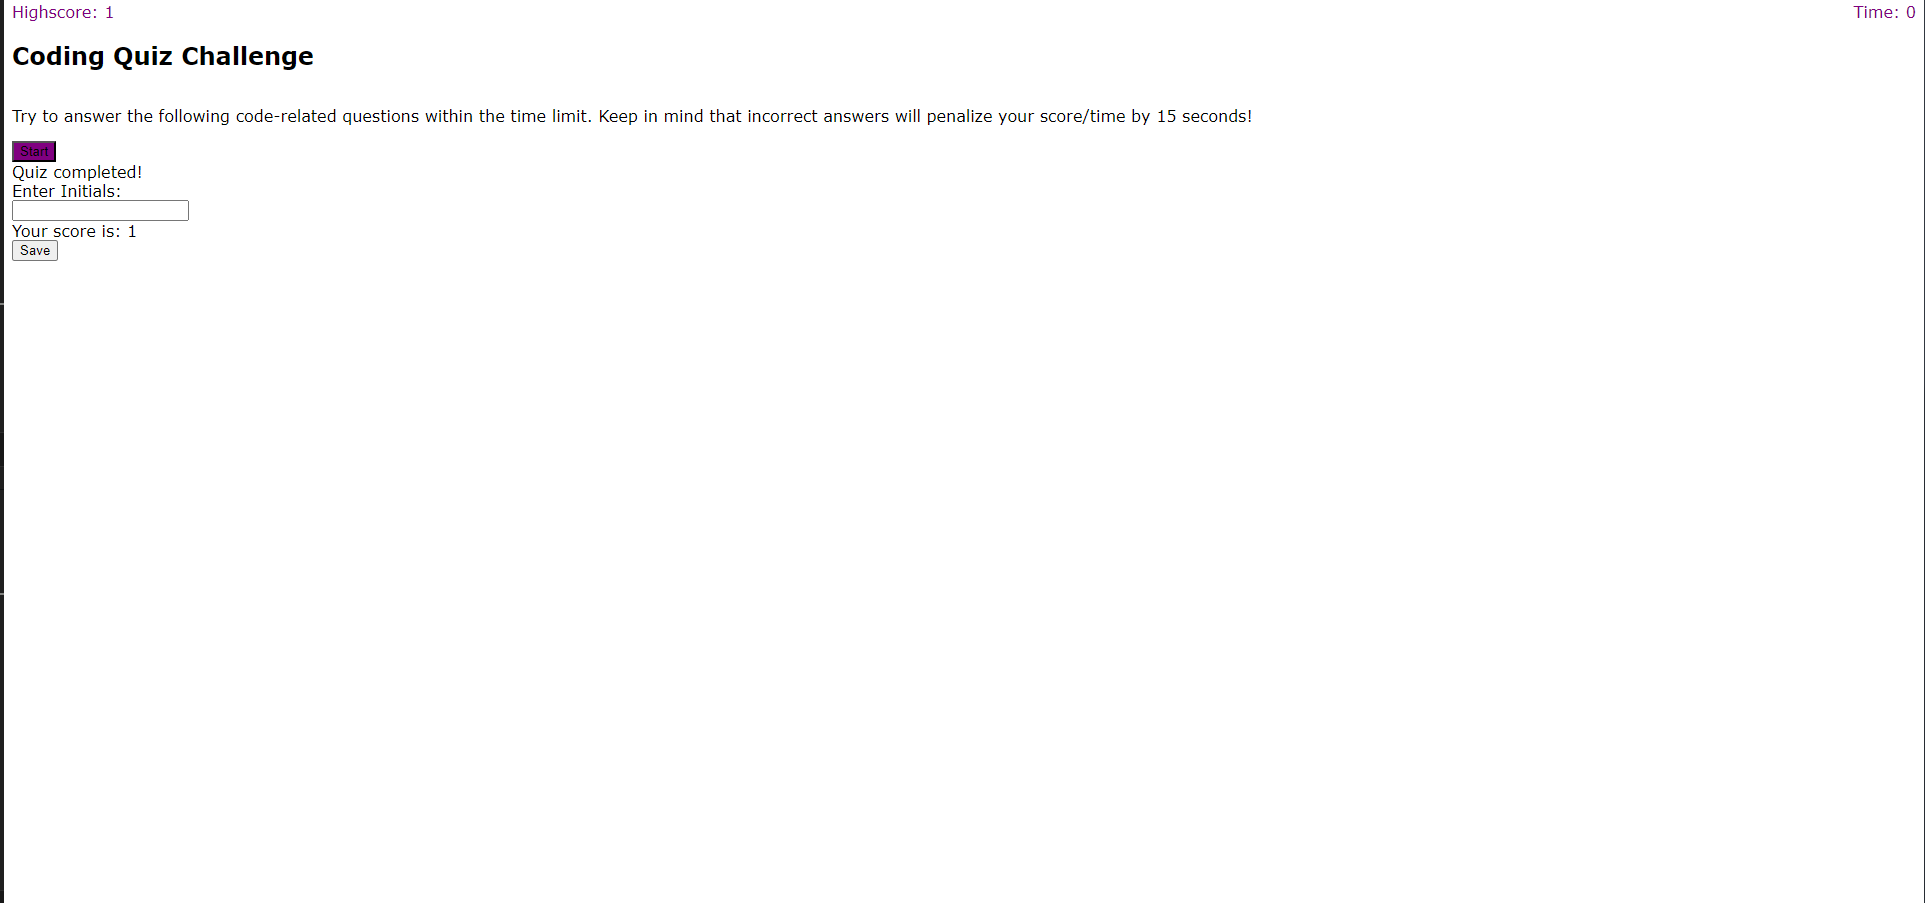 Highscore: 1
Time: 0
Coding Quiz Challenge
Try to answer the following code-related questions within the time limit. Keep in mind that incorrect answers will penalize your score/time by 15 seconds!
Start
Quiz completed!
Enter Initials:
Your score is: 1
Save